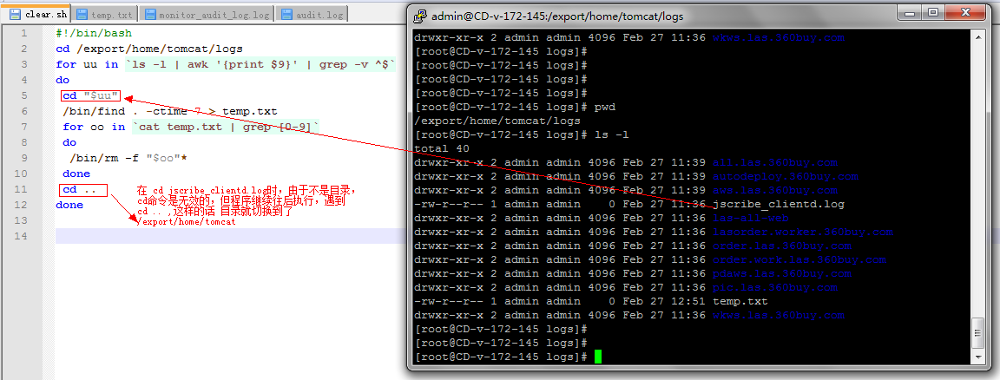 clear.sh temp.txt monitor_audit_log.log audit.log
1 #!/bin/bash
2 cd /export/home/tomcat/logs
3 for uu in `ls -l | awk '{print $9}' | grep -v ^$`
4 do
5 cd "$uu"
6 /bin/find . -ctime 7 > temp.txt
7 for oo in `cat temp.txt | grep [0-9]`
8 do
9 /bin/rm -f "$oo"*
10 done
11 cd ..
12 done
13
14
在 cd jscribe_clientd.log时，由于不是目录，
cd命令是无效的，但程序继续往后执行，遇到
cd .. ,这样的话 目录就切换到了
/export/home/tomcat
admin@CD-v-172-145:/export/home/tomcat/logs
drwxr-xr-x 2 admin admin 4096 Feb 27 11:36 wkws.las.360buy.com
[root@CD-v-172-145 logs]#
[root@CD-v-172-145 logs]#
[root@CD-v-172-145 logs]#
[root@CD-v-172-145 logs]#
[root@CD-v-172-145 logs]# pwd
/export/home/tomcat/logs
[root@CD-v-172-145 logs]# ls -l
total 40
drwxr-xr-x 2 admin admin 4096 Feb 27 11:39 all.las.360buy.com
drwxr-xr-x 2 admin admin 4096 Feb 27 11:39 autodeploy.360buy.com
drwxr-xr-x 2 admin admin 4096 Feb 27 11:39 aws.las.360buy.com
-rw-r--r-- 1 admin admin 0 Feb 27 11:36 jscribe_clientd.log
drwxr-xr-x 2 admin admin 4096 Feb 27 11:36 las-all-web
drwxr-xr-x 2 admin admin 4096 Feb 27 11:36 lasorder.worker.360buy.com
drwxr-xr-x 2 admin admin 4096 Feb 27 11:36 order.work.las.360buy.com
drwxr-xr-x 2 admin admin 4096 Feb 27 11:36 pdaws.las.360buy.com
drwxr-xr-x 2 admin admin 4096 Feb 27 11:36 pic.las.360buy.com
-rw-r--r-- 1 admin admin 0 Feb 27 12:51 temp.txt
drwxr-xr-x 2 admin admin 4096 Feb 27 11:36 wkws.las.360buy.com
[root@CD-v-172-145 logs]#
[root@CD-v-172-145 logs]#
[root@CD-v-172-145 logs]#